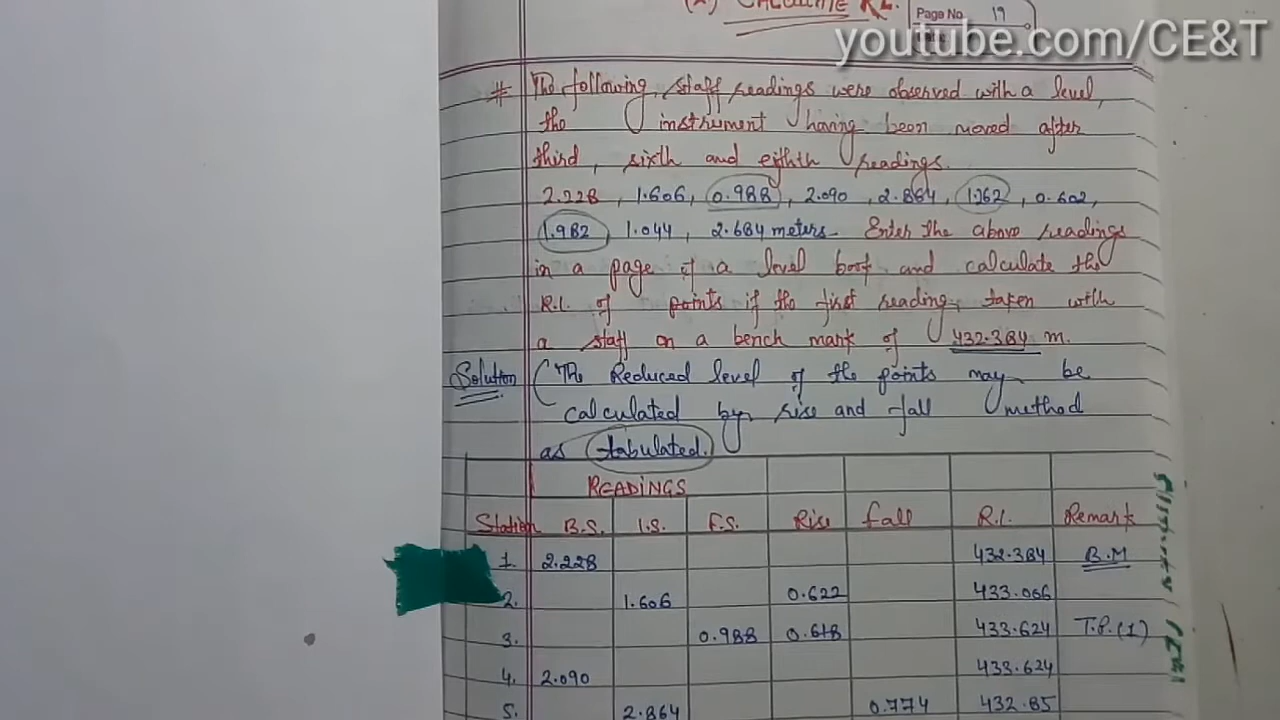 (2) CALCULATE R.L.
Page No. 19
youtube.com/CE&T
# The following staff readings were observed with a level,
the instrument having been moved after
third, sixth and eighth readings.
2.228, 1.606, 0.988, 2.090, 2.864, 1.262, 0.602,
1.982, 1.044, 2.684 meters. Enter the above readings
in a page of a level book and calculate the
R.L. of points if the first reading, taken with
a staff on a bench mark of 432.384 m.
Solution (The Reduced level of the points may be
calculated by rise and fall method
as tabulated.
READINGS
Station B.S. I.S. F.S. Rise fall R.L. Remark
1. 2.228 432.384 B.M
2. 1.606 0.622 433.006
3. 0.988 0.618 433.624 T.P.(1)
4. 2.090 433.624
5. 2.864 0.774 432.85